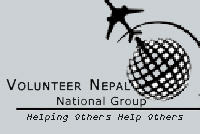 VOLUNTEER NEPAL
National Group
Helping Others Help Others